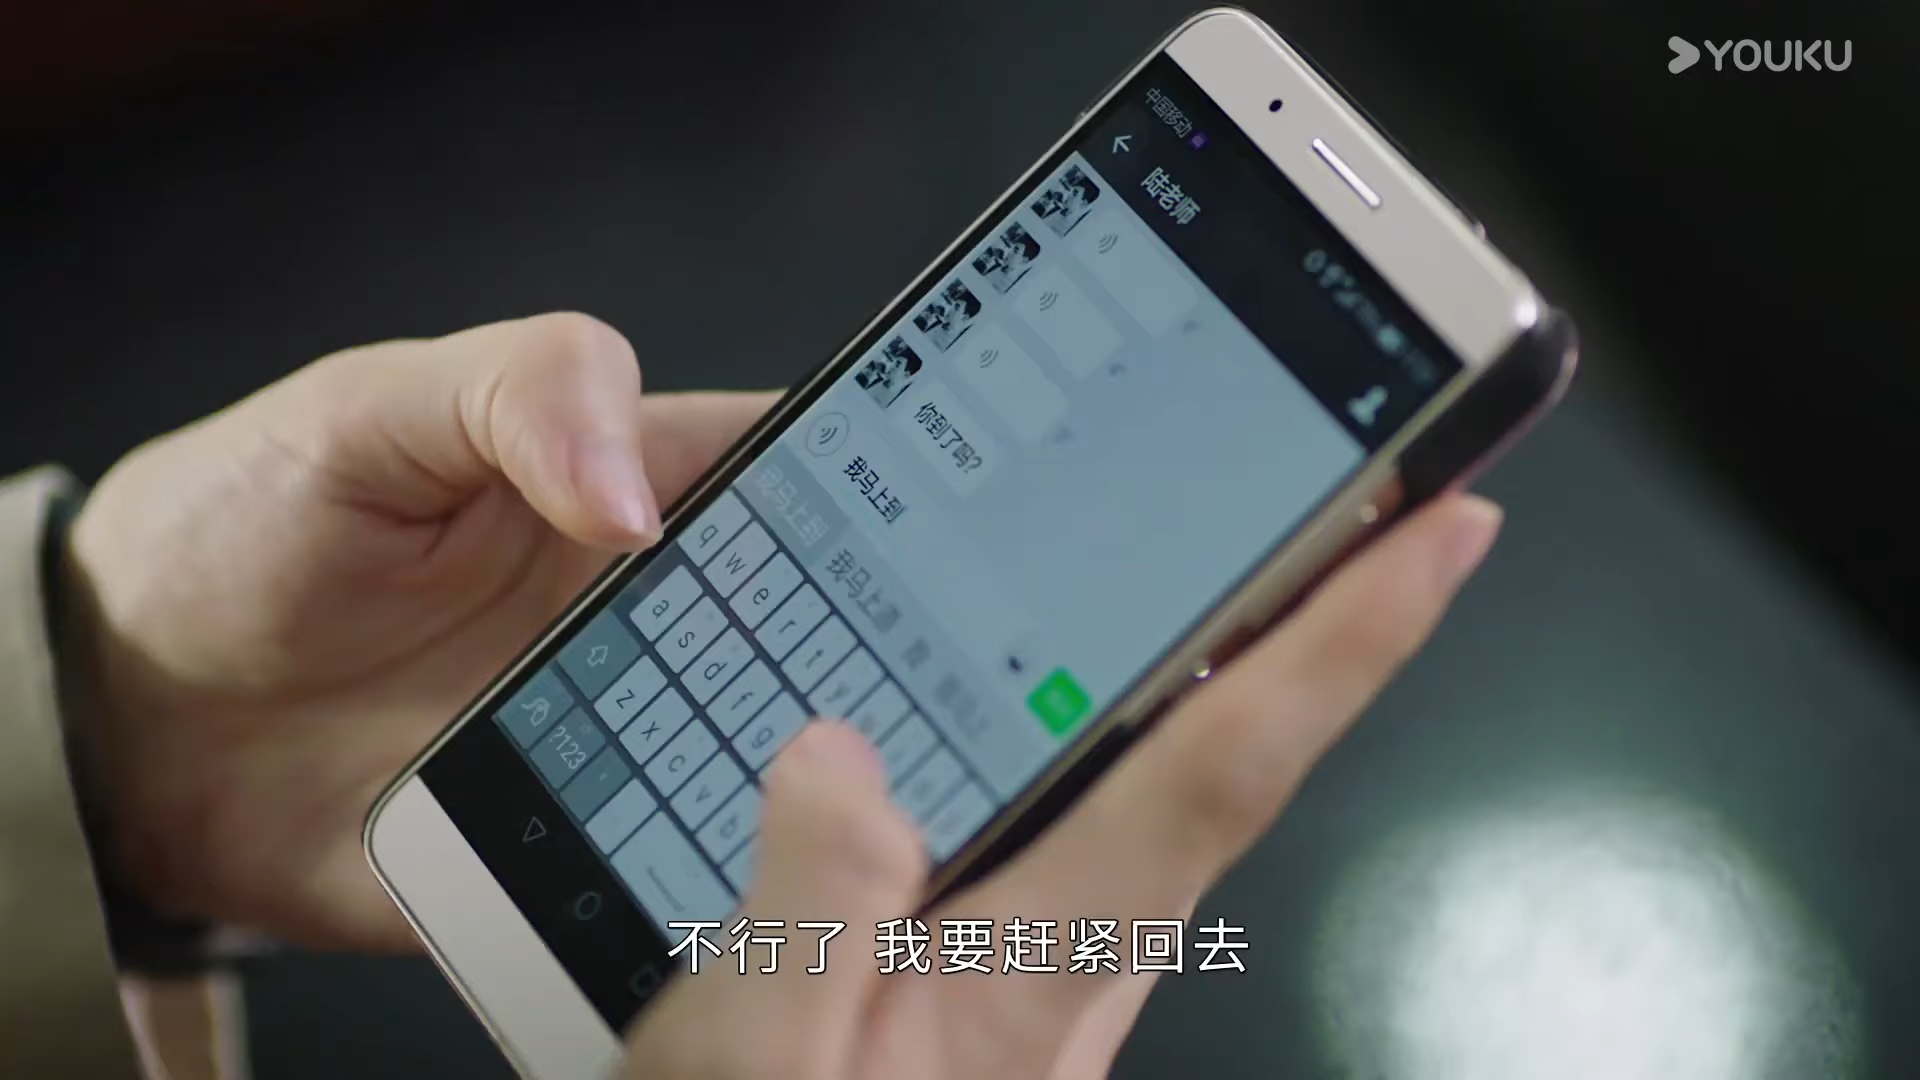 YOUKU
中国移动
陆老师
你到了吗?
我马上到
我马上到
我马上
q w e r t y
a s d f g
z x c v b
?123
不行了 我要赶紧回去